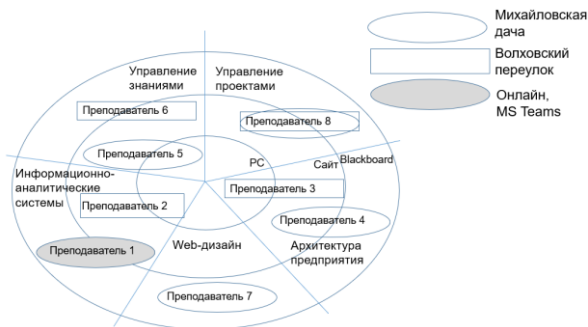 Михайловская
дача
Волховский
переулок
Онлайн,
MS Teams
Управление
знаниями
Управление
проектами
Преподаватель 6
Преподаватель 8
Преподаватель 5
РС
Сайт
Blackboard
Информационно-
аналитические
системы
Преподаватель 3
Преподаватель 2
Преподаватель 4
Преподаватель 1
Web-дизайн
Архитектура
предприятия
Преподаватель 7